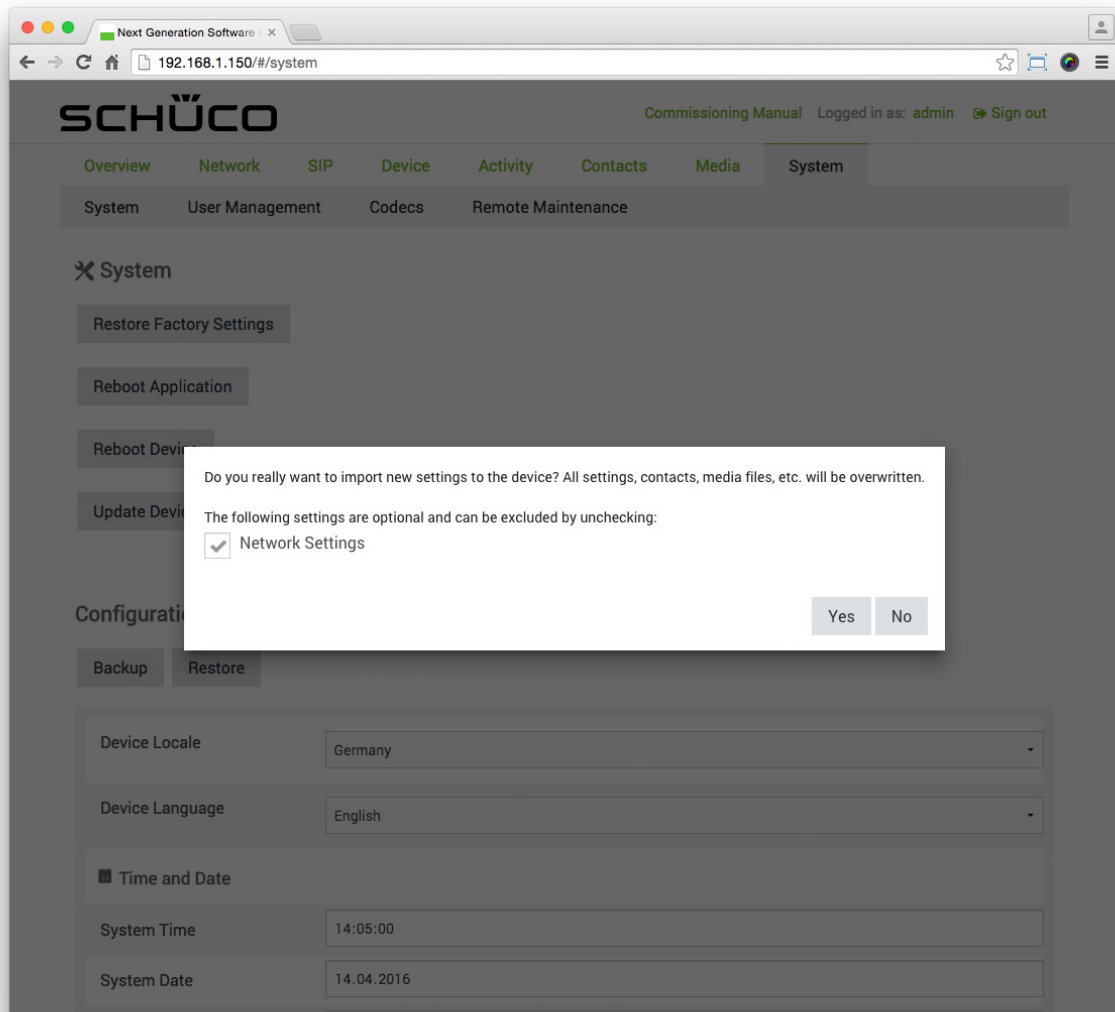 Next Generation Software
192.168.1.150/#/system
SCHÜCO
Commissioning Manual Logged in as: admin Sign out
Overview Network SIP Device Activity Contacts Media System
System User Management Codecs Remote Maintenance
System
Restore Factory Settings
Reboot Application
Reboot
Update
Do you really want to import new settings to the device? All settings, contacts, media files, etc. will be overwritten.
The following settings are optional and can be excluded by unchecking:
Network Settings
Yes No
Backup Restore
Device Locale Germany
Device Language English
Time and Date
System Time 14:05:00
System Date 14.04.2016